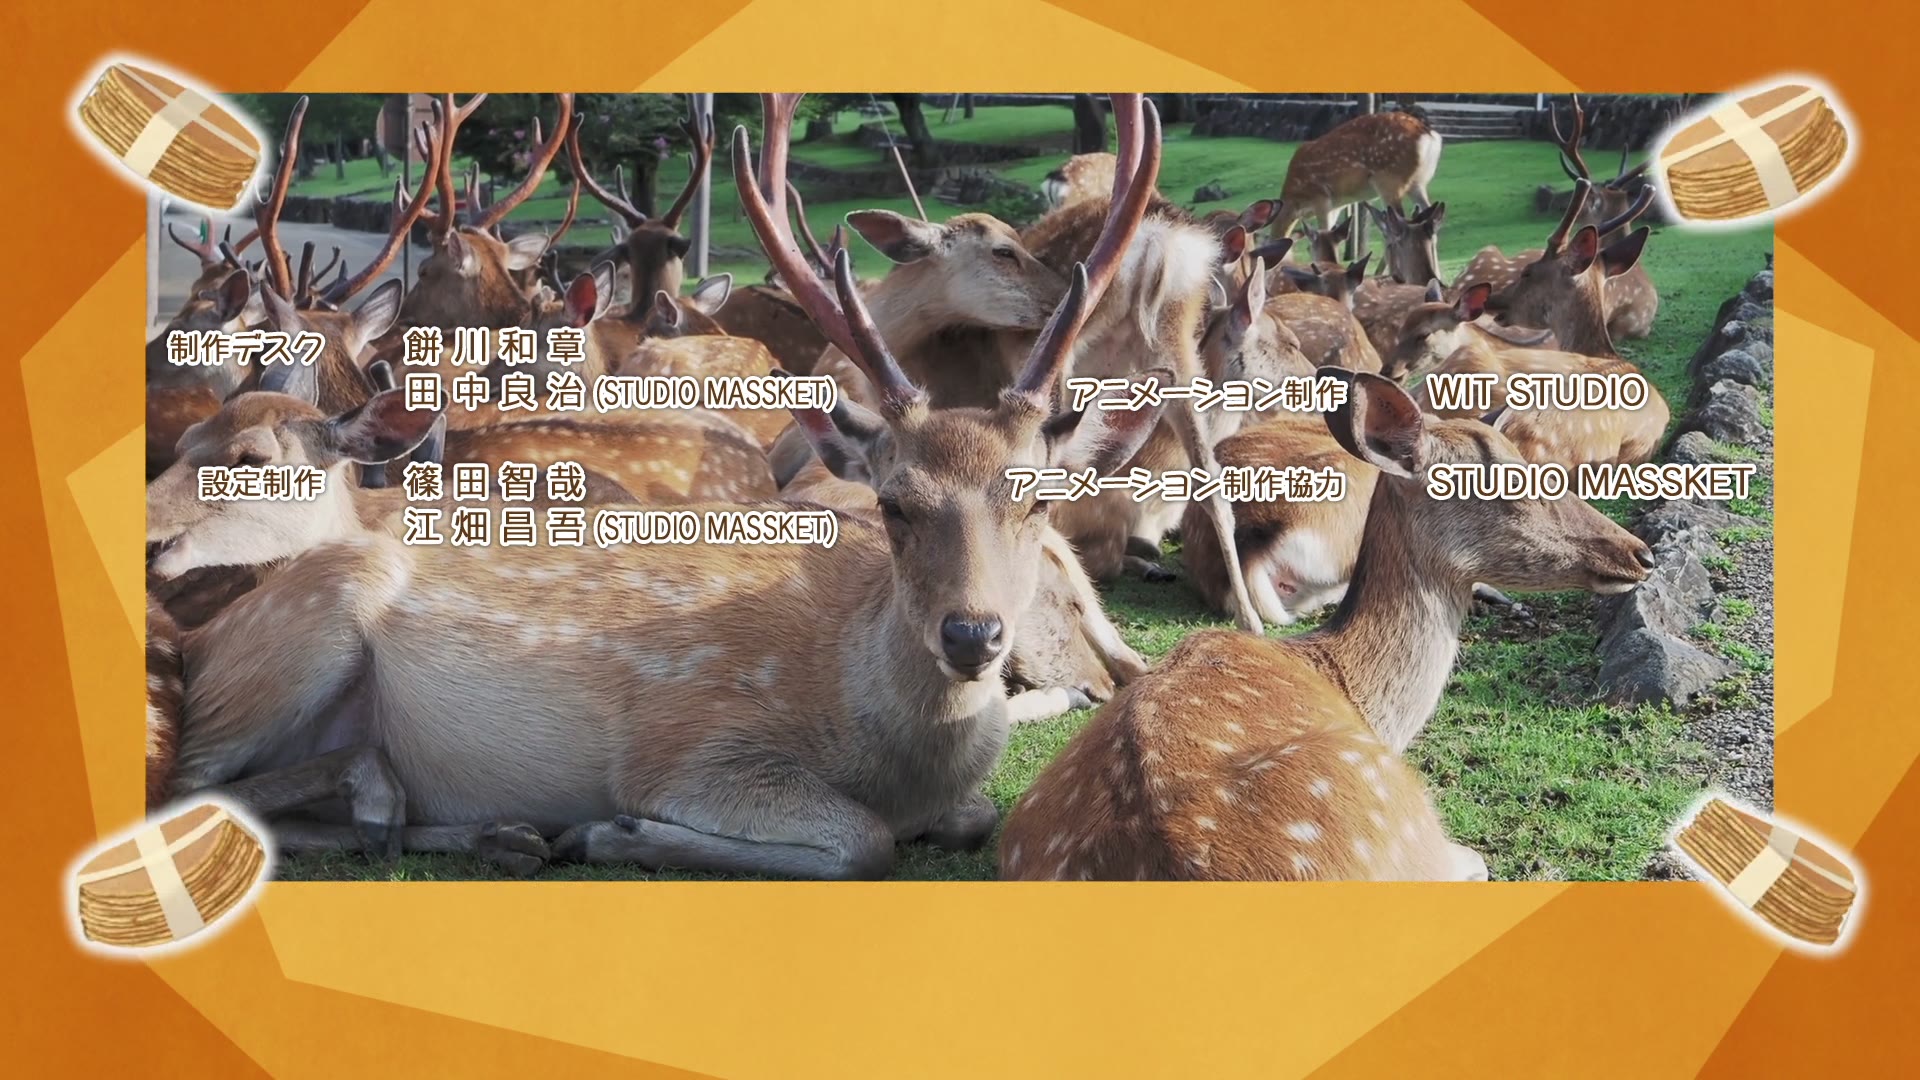 制作デスク 餅川和章
田中良治(STUDIO MASSKET)
設定制作 篠田智哉
江畑昌吾(STUDIO MASSKET)
アニメーション制作 WIT STUDIO
アニメーション制作協力 STUDIO MASSKET